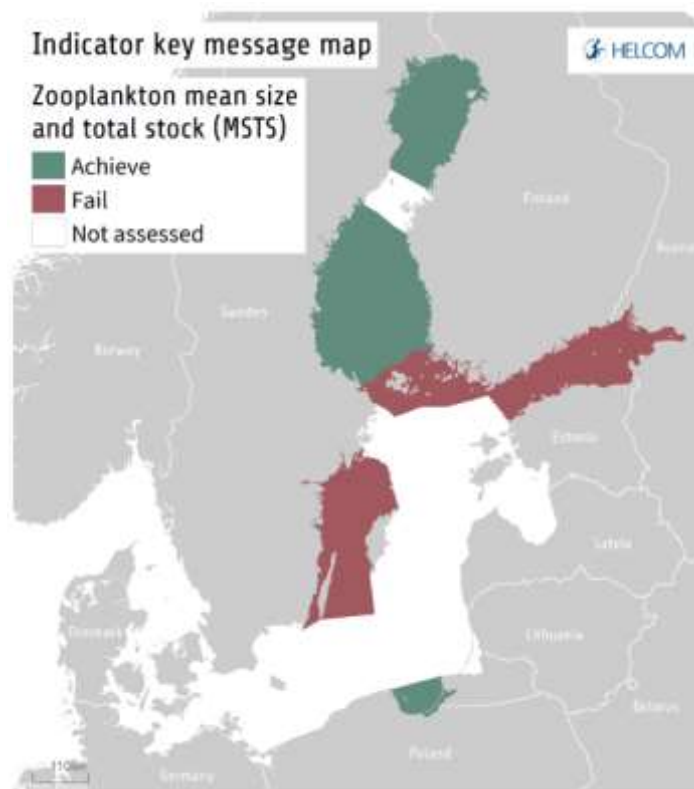 Indicator key message map
HELCOM
Zooplankton mean size
and total stock (MSTS)
Achieve
Fail
Not assessed
Finland
Sweden
Norway
Estonia
Latvia
Denmark
Lithuania
Belarus
Poland
Germany